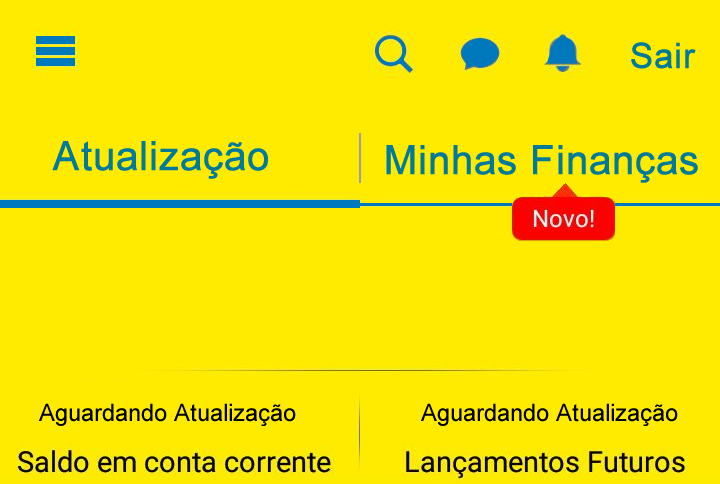 Sair
Atualização
Minhas Finanças
Novo!
Aguardando Atualização
Saldo em conta corrente
Aguardando Atualização
Lançamentos Futuros